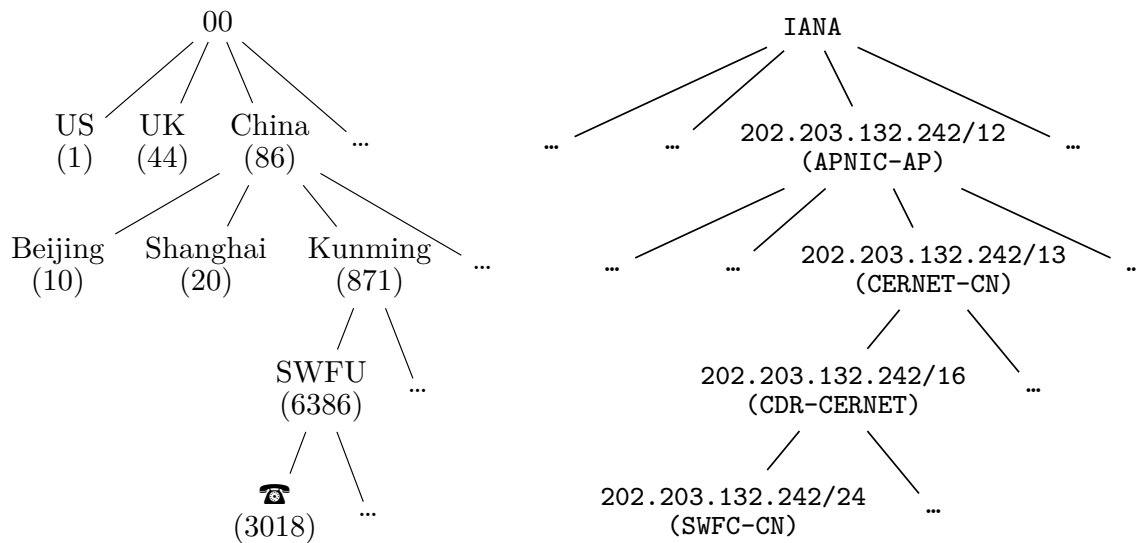 00
US
(1)
UK
(44)
China
(86)
...
Beijing
(10)
Shanghai
(20)
Kunming
(871)
...
SWFU
(6386)
...
☎
(3018)
...
IANA
...
...
202.203.132.242/12
(APNIC-AP)
...
...
...
202.203.132.242/13
(CERNET-CN)
...
202.203.132.242/16
(CDR-CERNET)
...
202.203.132.242/24
(SWFC-CN)
...